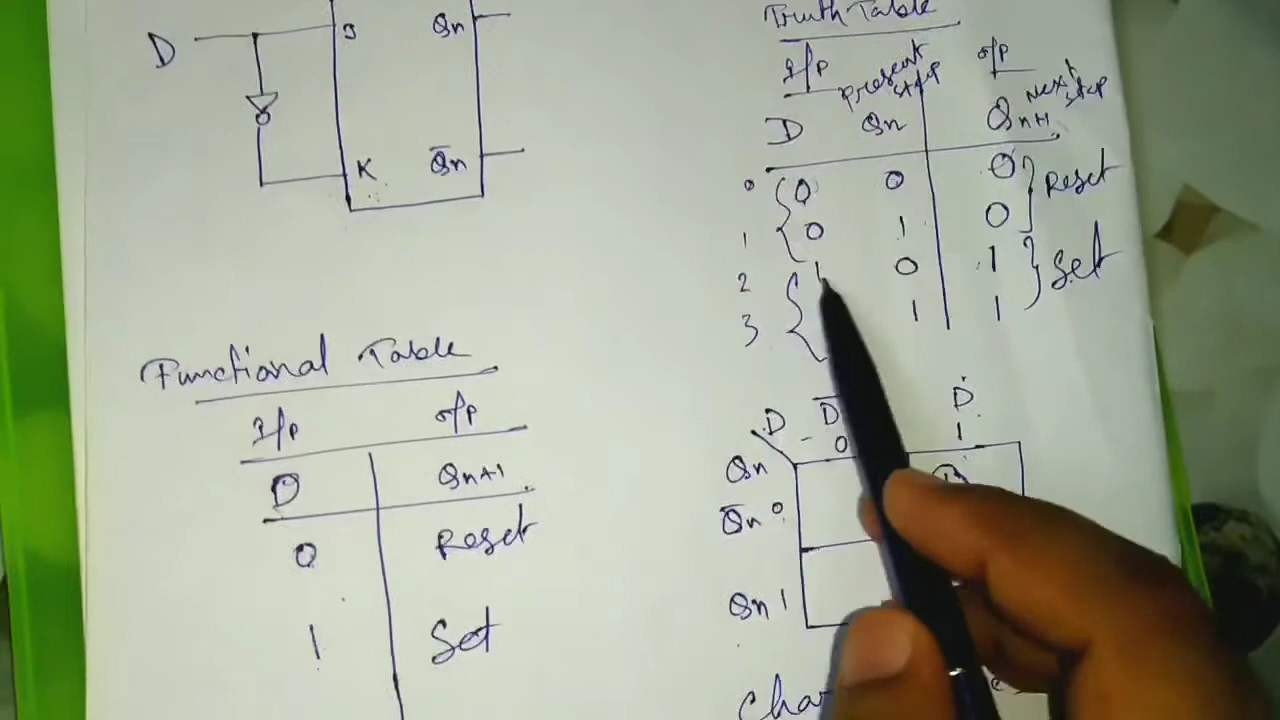 D
J Qn
K Q̄n
Truth Table
I/p o/p
Present step Next step
D Qn Qn+1
0 0 0 0 Reset
1 0 1 0
2 1 0 1 Set
3 1 1
Functional Table
I/p o/p
D Qn+1
0 Reset
1 Set
D D̄ D
Qn 0 1
Q̄n 0 1
Qn 1
Cha